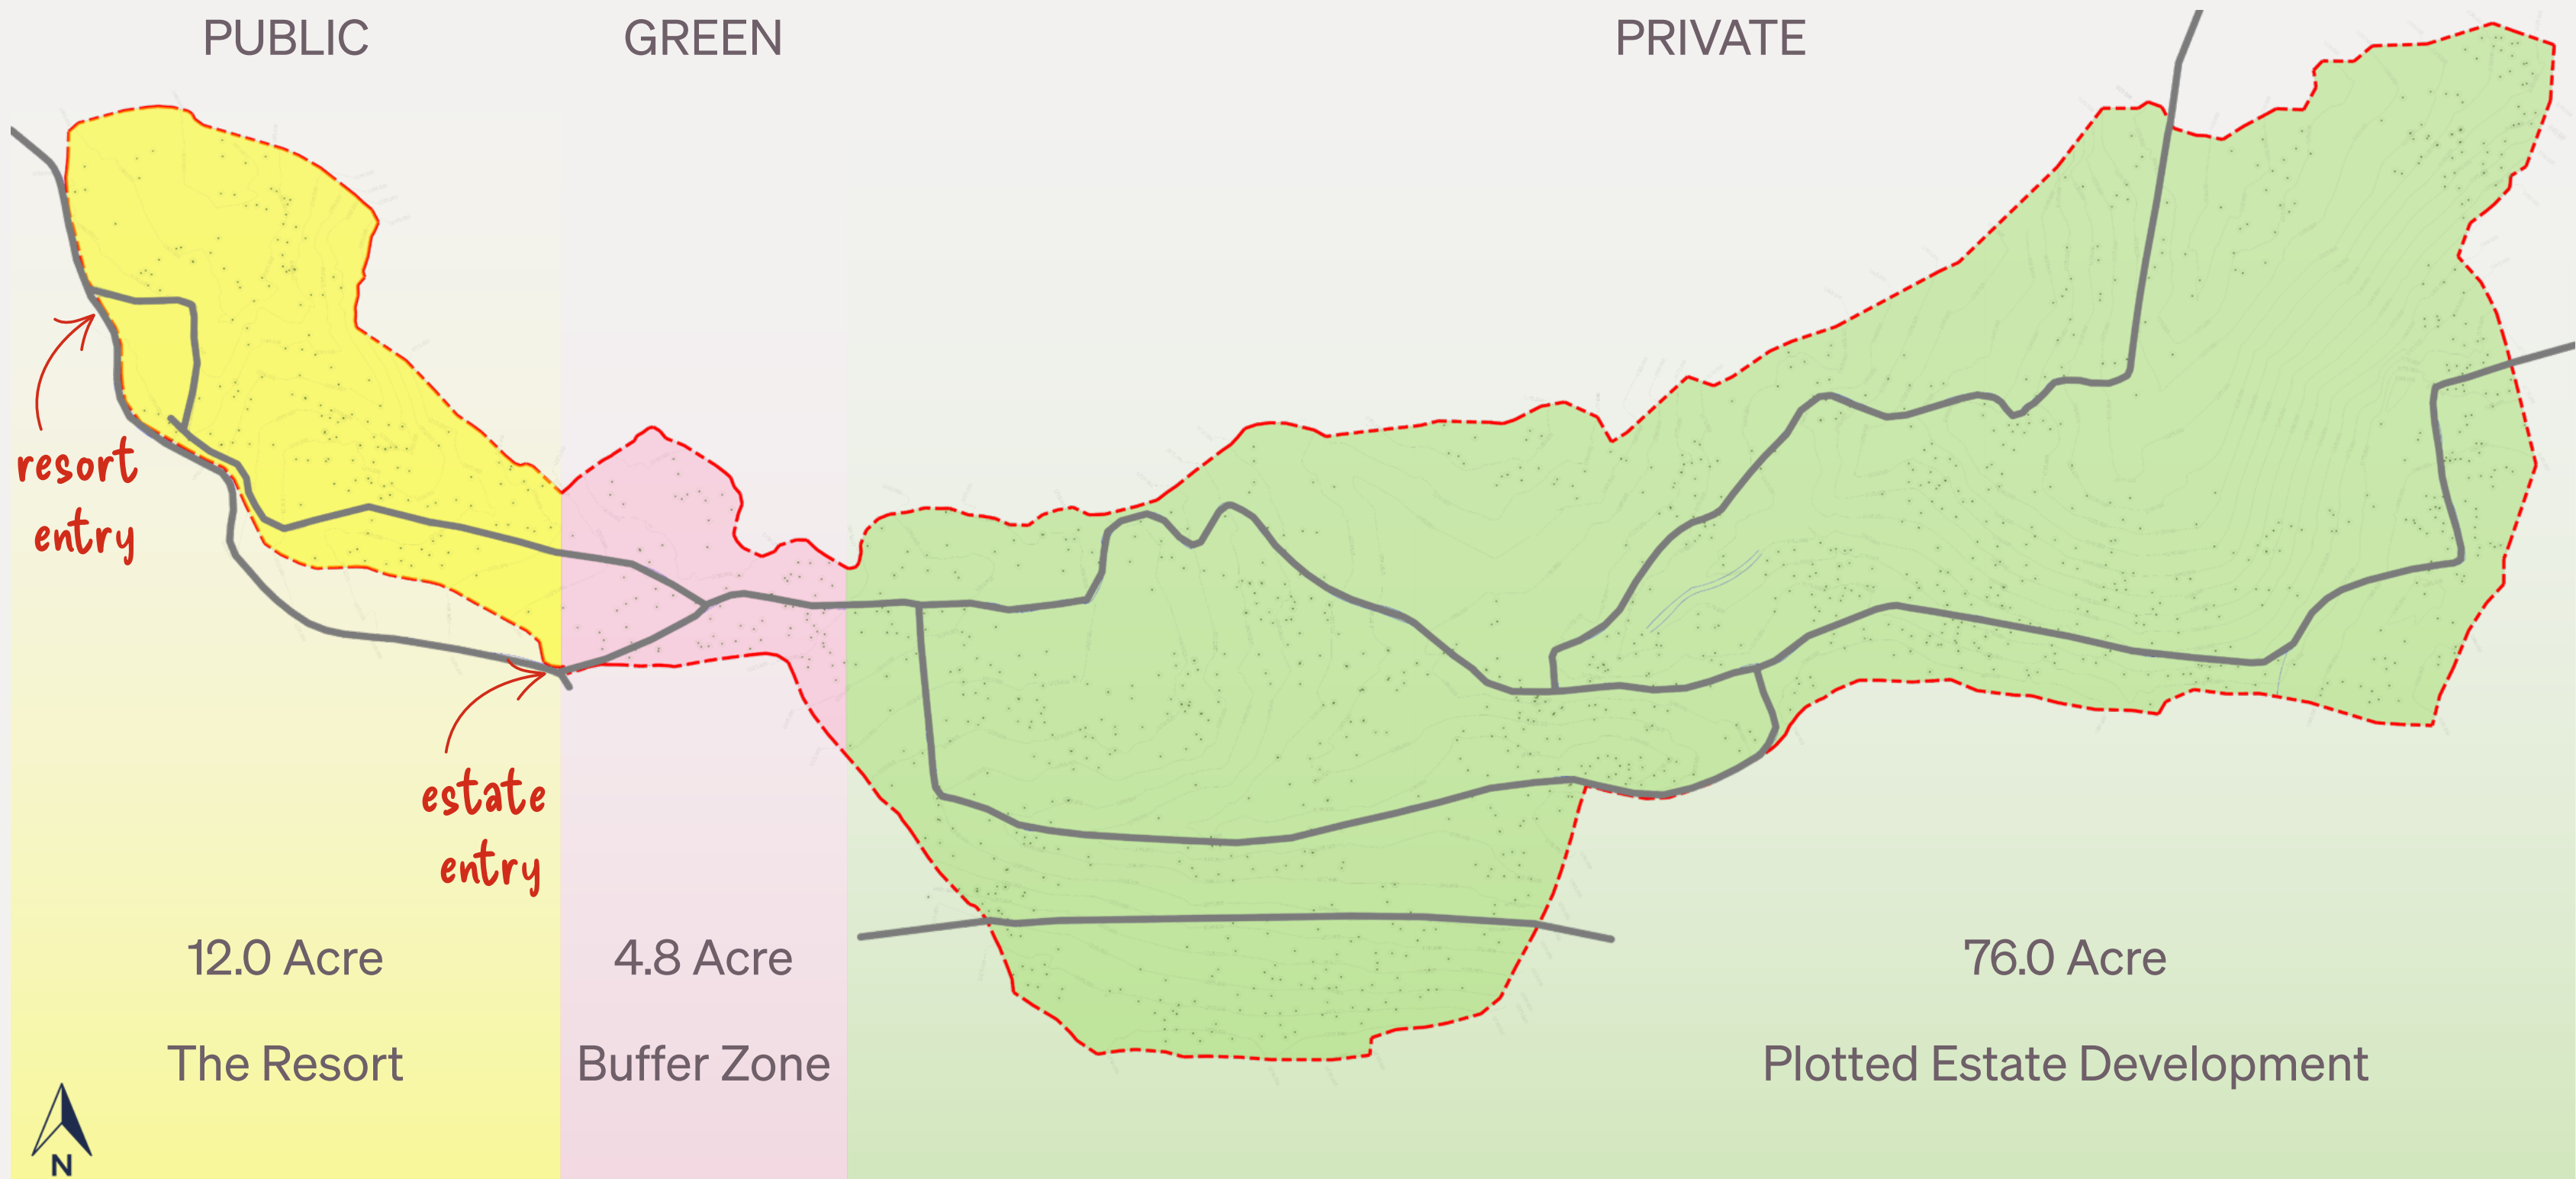 PUBLIC
GREEN
PRIVATE
resort
entry
estate
entry
12.0 Acre
4.8 Acre
76.0 Acre
The Resort
Buffer Zone
Plotted Estate Development
N